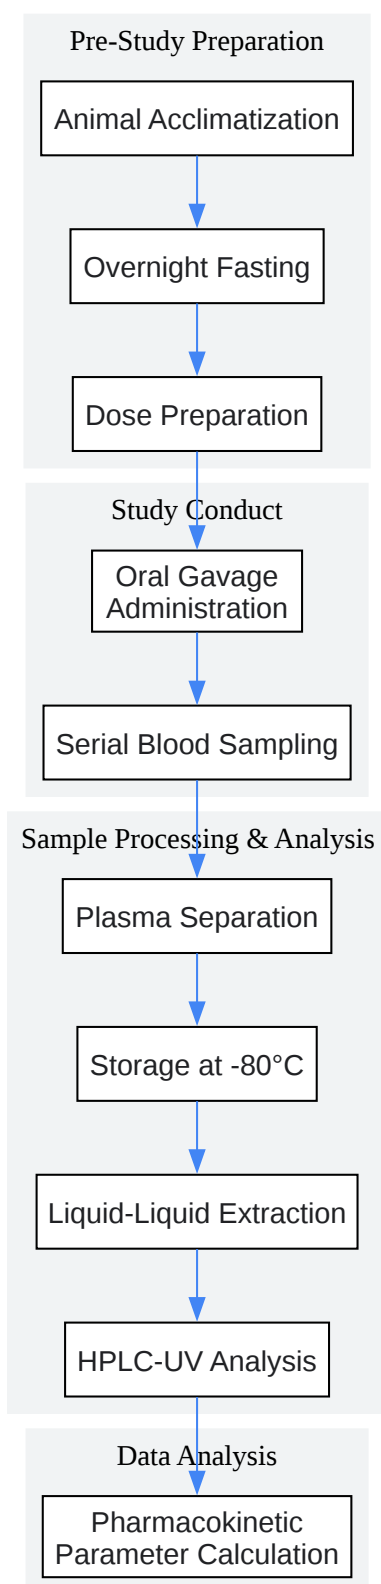 Pre-Study Preparation
Animal Acclimatization
Overnight Fasting
Dose Preparation
Study Conduct
Oral Gavage
Administration
Serial Blood Sampling
Sample Processing & Analysis
Plasma Separation
Storage at -80°C
Liquid-Liquid Extraction
HPLC-UV Analysis
Data Analysis
Pharmacokinetic
Parameter Calculation